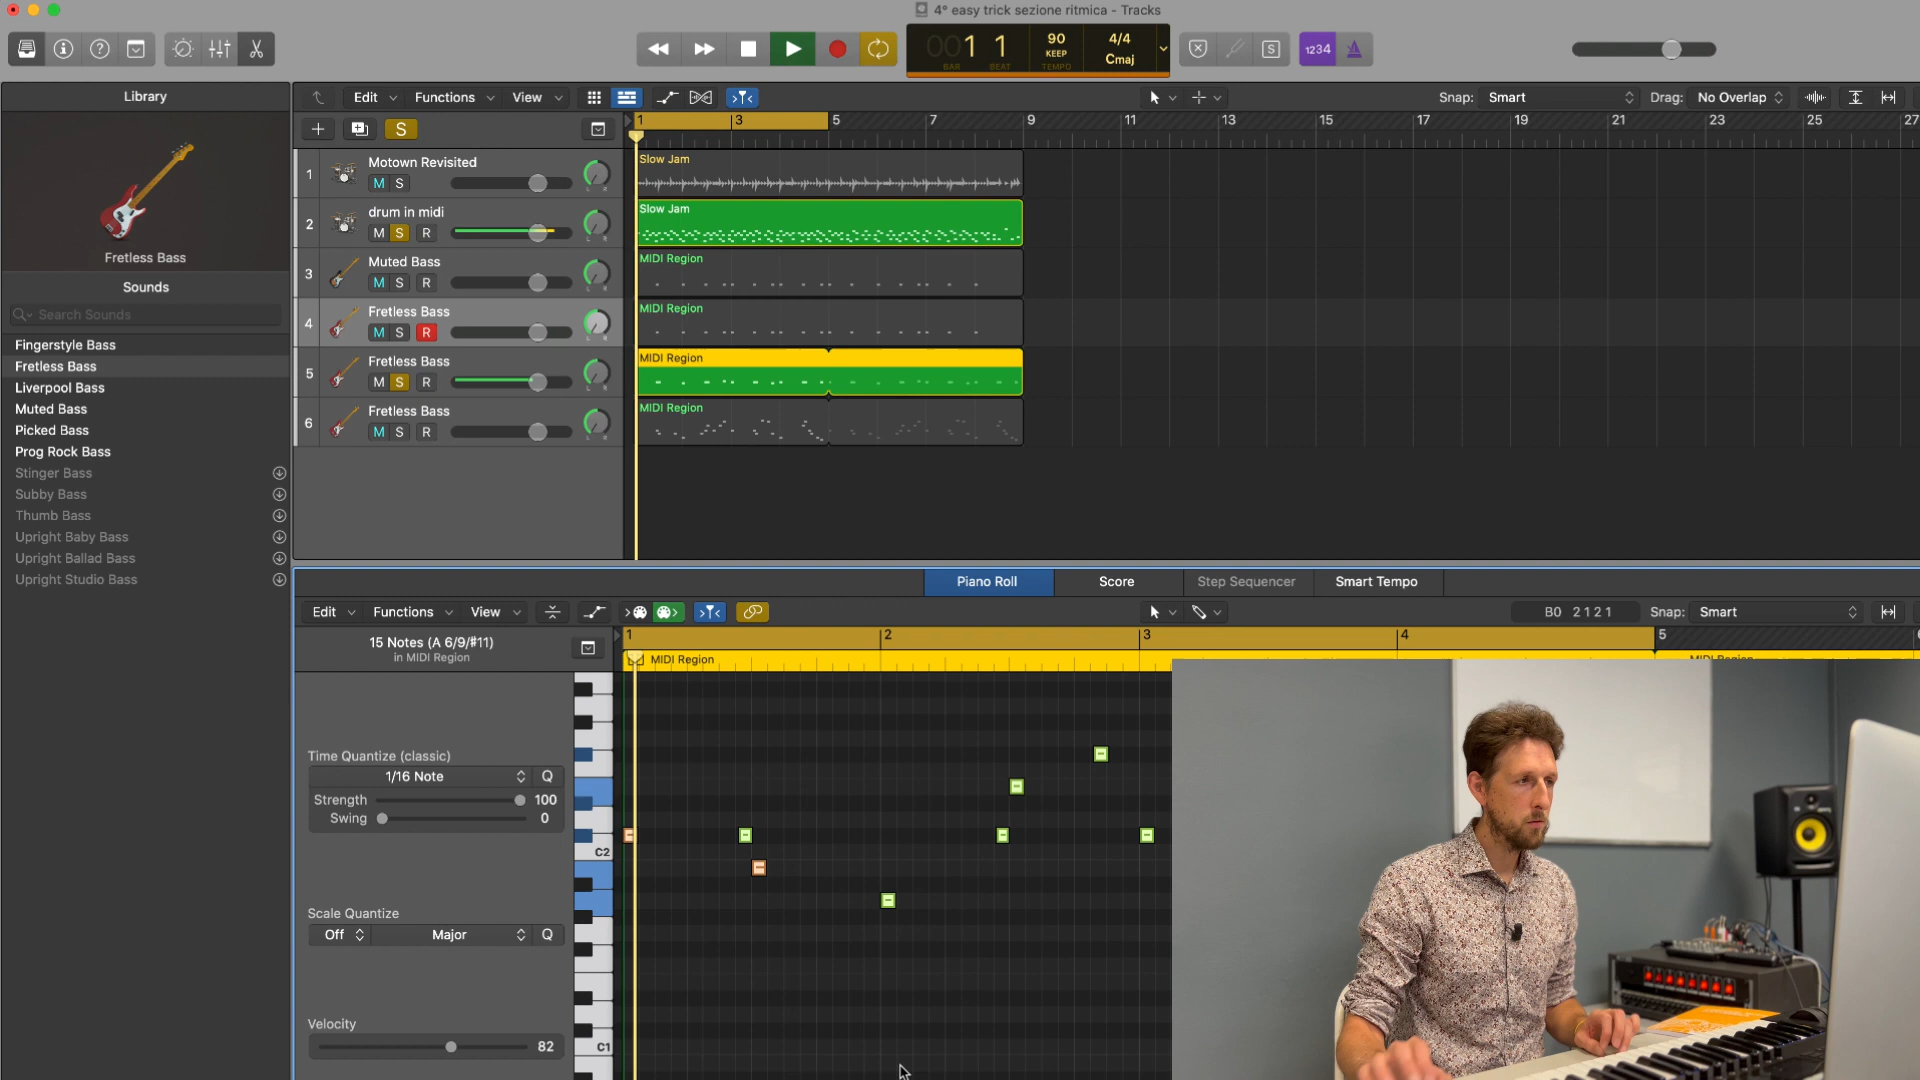 4° easy trick sezione ritmica - Tracks
001 1 90 4/4
KEEP
BAR BEAT TEMPO Cmaj
S 1234
Library Edit Functions View Snap: Smart Drag: No Overlap
S 1 3 5 7 9 11 13 15 17 19 21 23 25 27
1 Motown Revisited Slow Jam
M S
2 drum in midi Slow Jam
M S R
3 Muted Bass MIDI Region
M S R
4 Fretless Bass MIDI Region
M S R
5 Fretless Bass MIDI Region
M S R
6 Fretless Bass MIDI Region
M S R
Fretless Bass
Sounds
Search Sounds
Fingerstyle Bass
Fretless Bass
Liverpool Bass
Muted Bass
Picked Bass
Prog Rock Bass
Stinger Bass
Subby Bass
Thumb Bass
Upright Baby Bass
Upright Ballad Bass
Upright Studio Bass
Piano Roll Score Step Sequencer Smart Tempo
Edit Functions View B0 2 1 2 1 Snap: Smart
15 Notes (A 6/9/#11)
in MIDI Region
1 2 3 4 5
MIDI Region MIDI Region
Time Quantize (classic)
1/16 Note Q
Strength 100
Swing 0
C2
Scale Quantize
Off Major Q
Velocity
82
C1